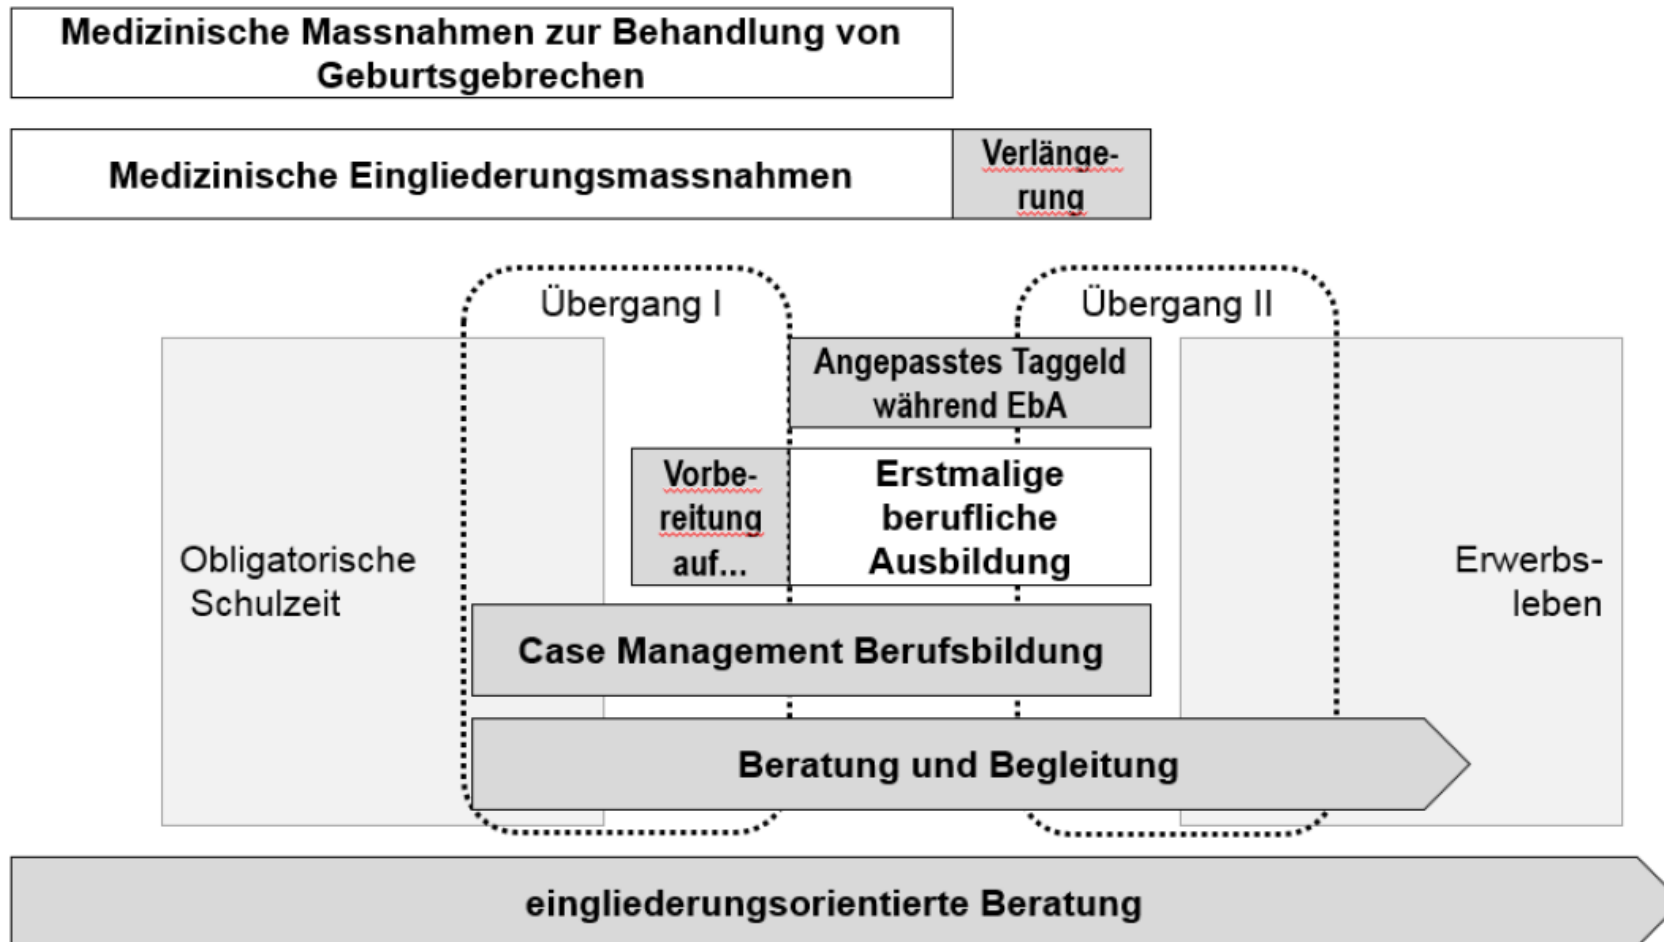 Medizinische Massnahmen zur Behandlung von
Geburtsgebrechen
Medizinische Eingliederungsmassnahmen
Verlänge-
rung
Übergang I
Übergang II
Angepasstes Taggeld
während EbA
Vorbe-
reitung
auf...
Erstmalige
berufliche
Ausbildung
Obligatorische
Schulzeit
Erwerbs-
leben
Case Management Berufsbildung
Beratung und Begleitung
eingliederungsorientierte Beratung